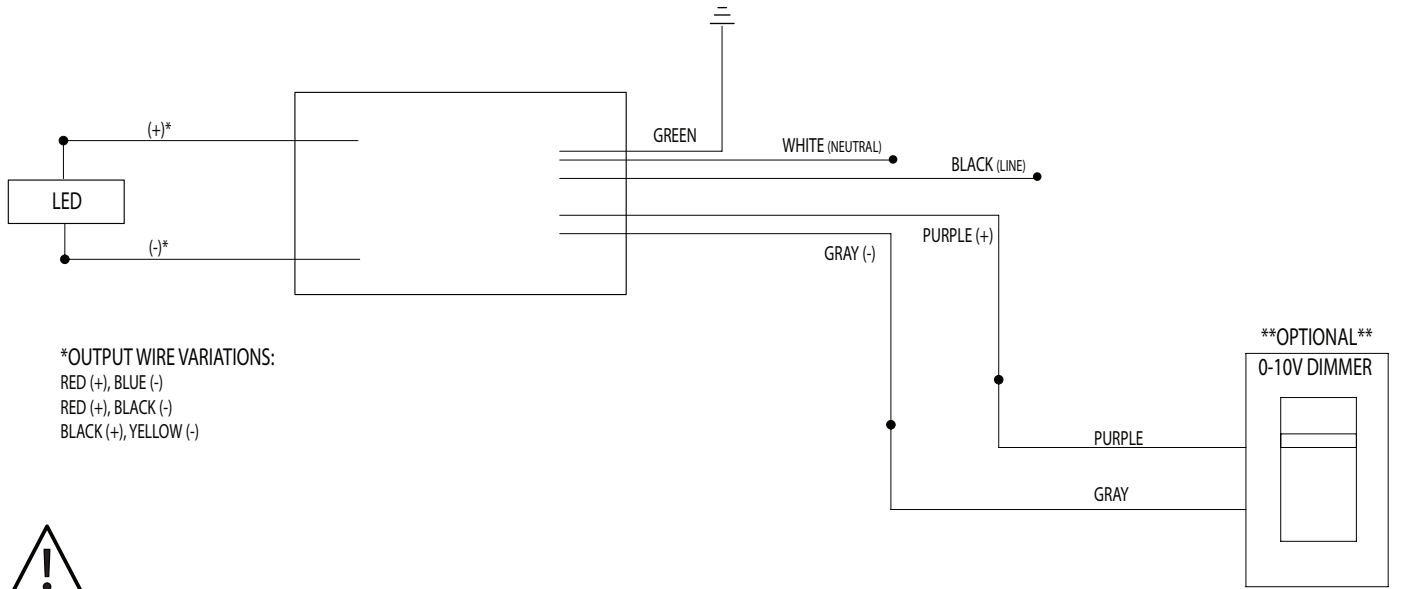 (+)*
GREEN
WHITE (NEUTRAL)
BLACK (LINE)
LED
(-)*
PURPLE (+)
GRAY (-)
*OUTPUT WIRE VARIATIONS:
RED (+), BLUE (-)
RED (+), BLACK (-)
BLACK (+), YELLOW (-)
**OPTIONAL**
0-10V DIMMER
PURPLE
GRAY
!